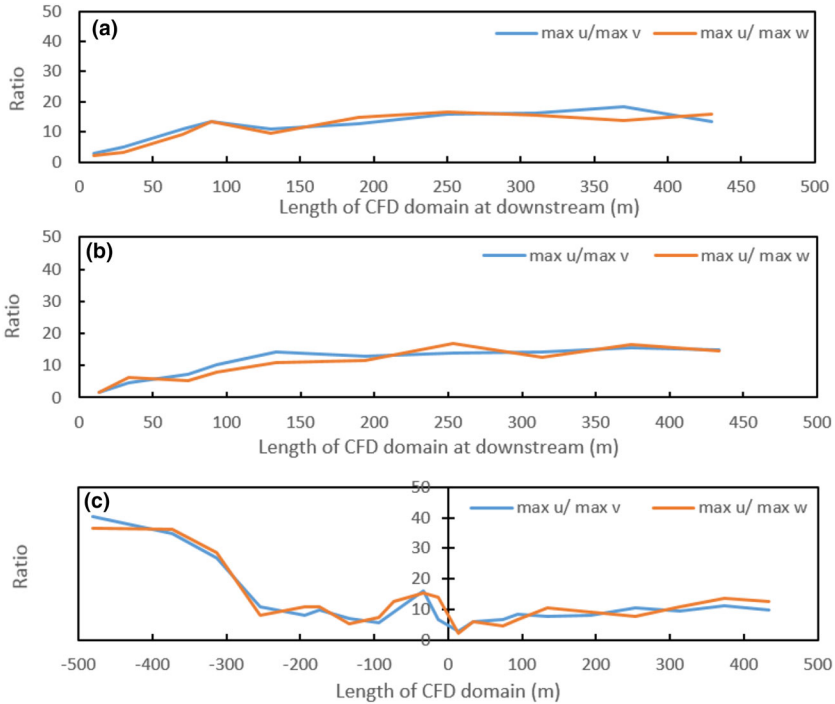 (a)
max u/max v
max u/ max w
50
40
30
20
10
0
Ratio
0 50 100 150 200 250 300 350 400 450 500
Length of CFD domain at downstream (m)
(b)
max u/max v
max u/ max w
50
40
30
20
10
0
Ratio
0 50 100 150 200 250 300 350 400 450 500
Length of CFD domain at downstream (m)
(c)
max u/ max v
max u/ max w
50
40
30
20
10
0
Ratio
-500 -400 -300 -200 -100 0 100 200 300 400 500
Length of CFD domain (m)